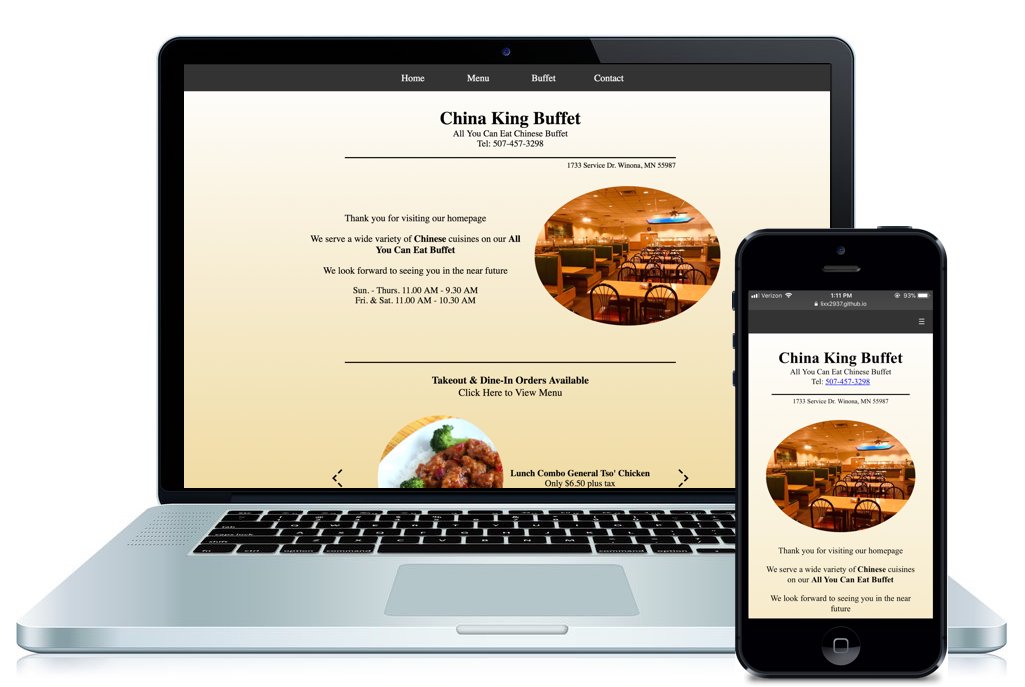 Home Menu Buffet Contact
China King Buffet
All You Can Eat Chinese Buffet
Tel: 507-457-3298
1733 Service Dr. Winona, MN 55987
Thank you for visiting our homepage
We serve a wide variety of Chinese cuisines on our All
You Can Eat Buffet
We look forward to seeing you in the near future
Sun. - Thurs. 11.00 AM - 9.30 AM
Fri. & Sat. 11.00 AM - 10.30 AM
Takeout & Dine-In Orders Available
Click Here to View Menu
Lunch Combo General Tso' Chicken
Only $6.50 plus tax
Verizon 1:11 PM 93%
lixx2937.github.io
China King Buffet
All You Can Eat Chinese Buffet
Tel: 507-457-3298
1733 Service Dr. Winona, MN 55987
Thank you for visiting our homepage
We serve a wide variety of Chinese cuisines
on our All You Can Eat Buffet
We look forward to seeing you in the near
future